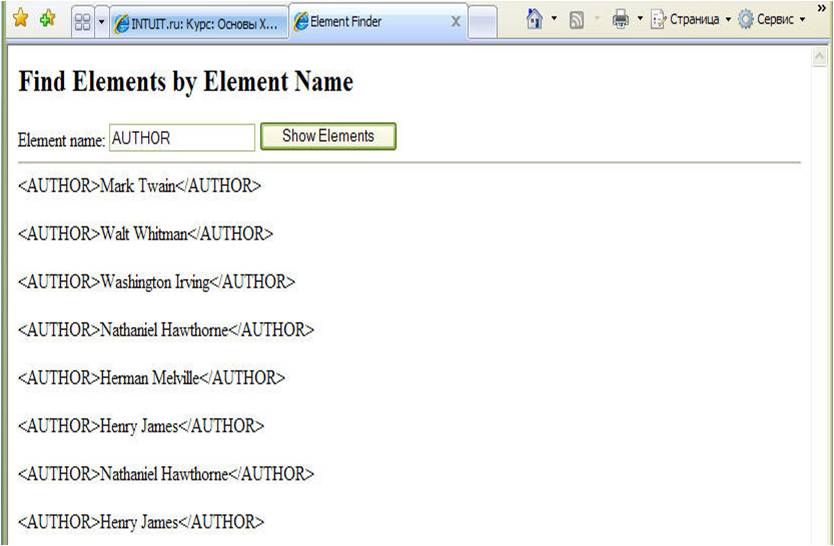 INTUIT.ru: Курс: Основы X... Element Finder X Страница Сервис »
Find Elements by Element Name
Element name: AUTHOR Show Elements
<AUTHOR>Mark Twain</AUTHOR>
<AUTHOR>Walt Whitman</AUTHOR>
<AUTHOR>Washington Irving</AUTHOR>
<AUTHOR>Nathaniel Hawthorne</AUTHOR>
<AUTHOR>Herman Melville</AUTHOR>
<AUTHOR>Henry James</AUTHOR>
<AUTHOR>Nathaniel Hawthorne</AUTHOR>
<AUTHOR>Henry James</AUTHOR>